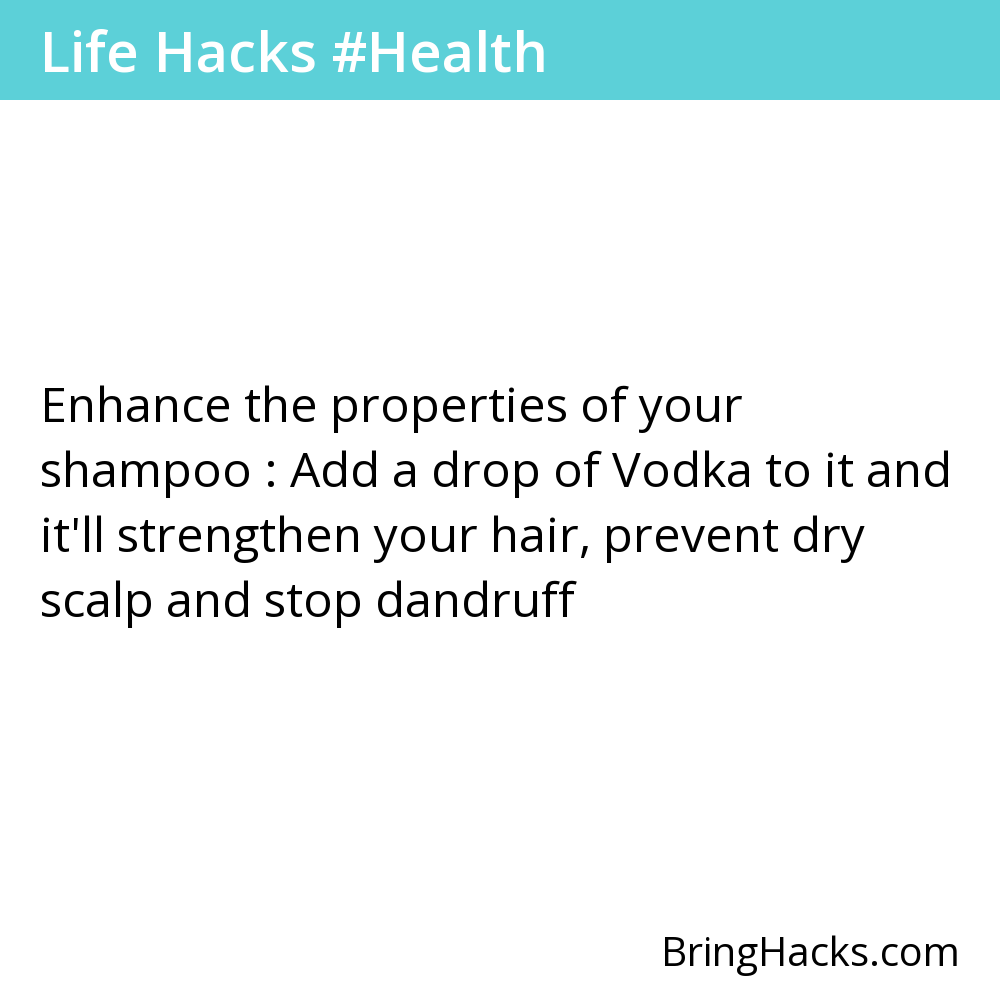 Life Hacks #Health
Enhance the properties of your
shampoo : Add a drop of Vodka to it and
it'll strengthen your hair, prevent dry
scalp and stop dandruff
BringHacks.com